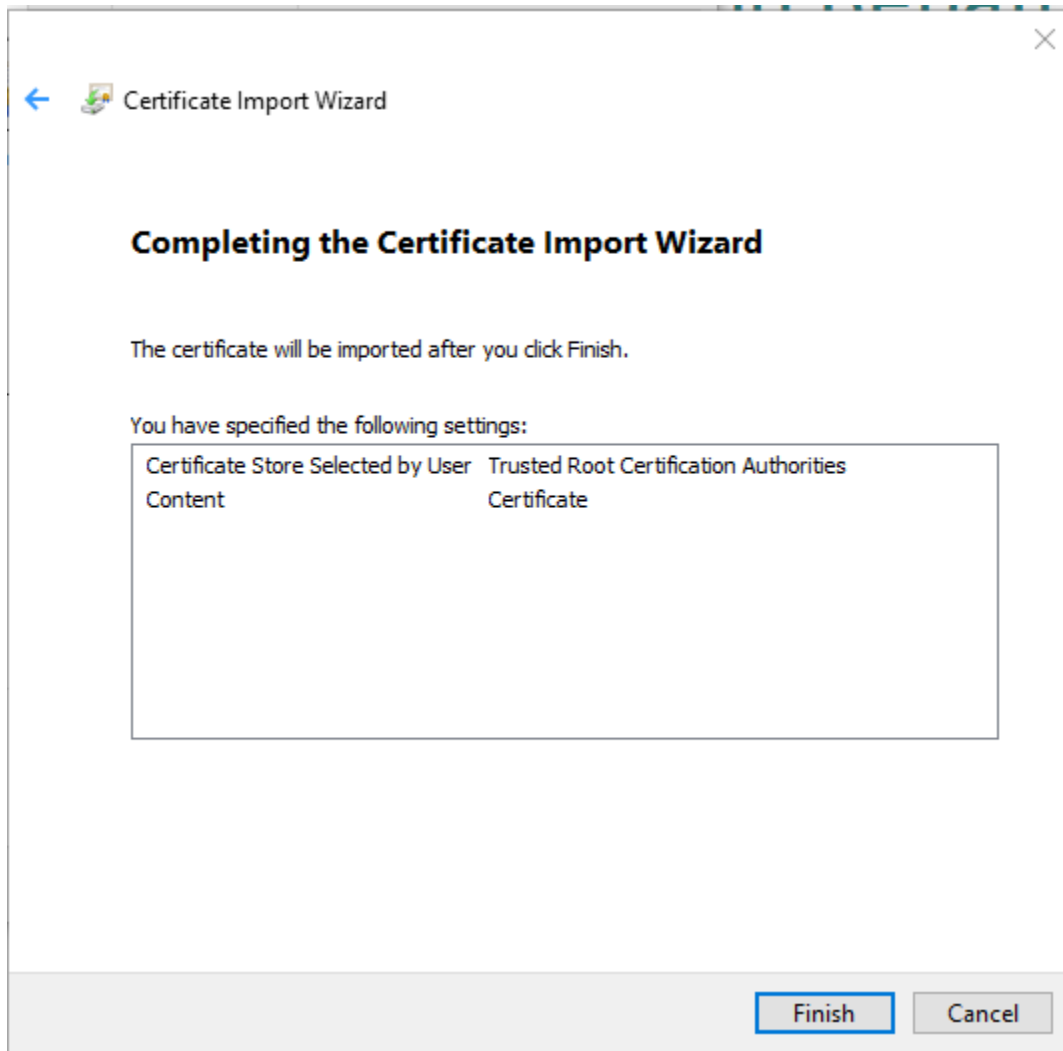 Certificate Import Wizard
Completing the Certificate Import Wizard
The certificate will be imported after you click Finish.
You have specified the following settings:
Certificate Store Selected by User Trusted Root Certification Authorities
Content Certificate
Finish Cancel